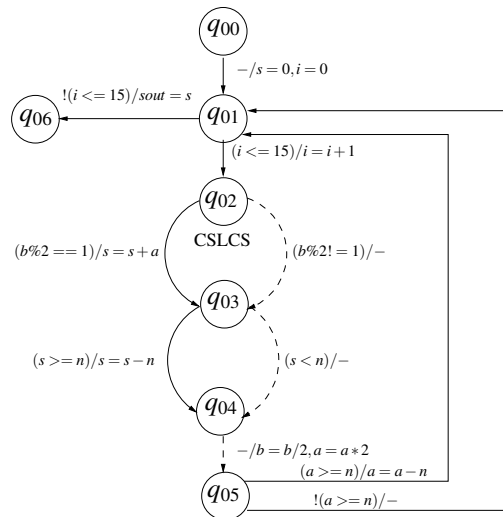 q00
−/s = 0, i = 0
!(i <= 15)/sout = s
q06
q01
(i <= 15)/i = i+1
q02
CSLCS
(b%2 == 1)/s = s+a
(b%2! = 1)/−
q03
(s >= n)/s = s−n
(s < n)/−
q04
−/b = b/2, a = a∗2
(a >= n)/a = a−n
q05
!(a >= n)/−